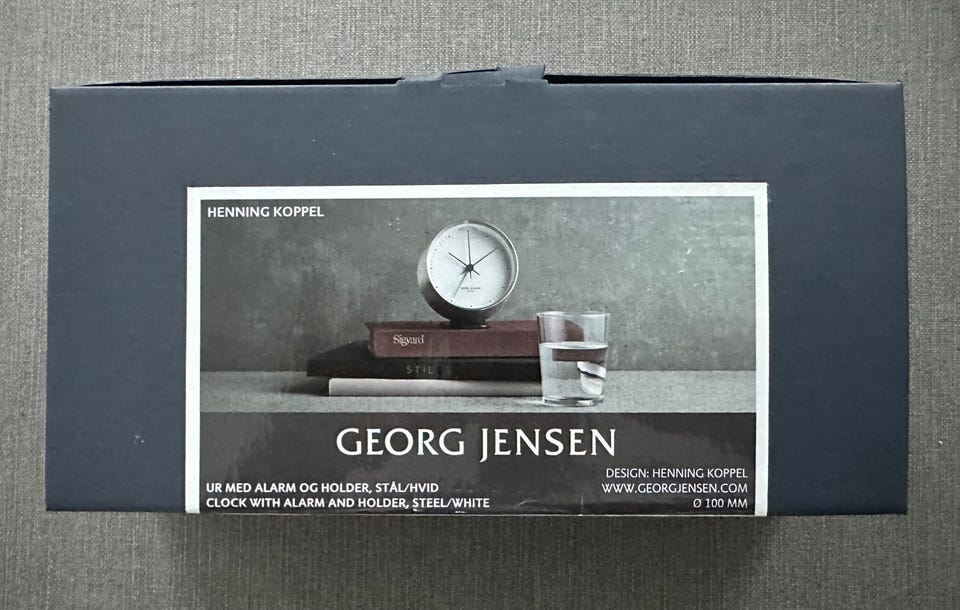 HENNING KOPPEL
Sigvard
STIL
GEORG JENSEN
DESIGN: HENNING KOPPEL
UR MED ALARM OG HOLDER, STÅL/HVID
WWW.GEORGJENSEN.COM
CLOCK WITH ALARM AND HOLDER, STEEL/WHITE
Ø 100 MM